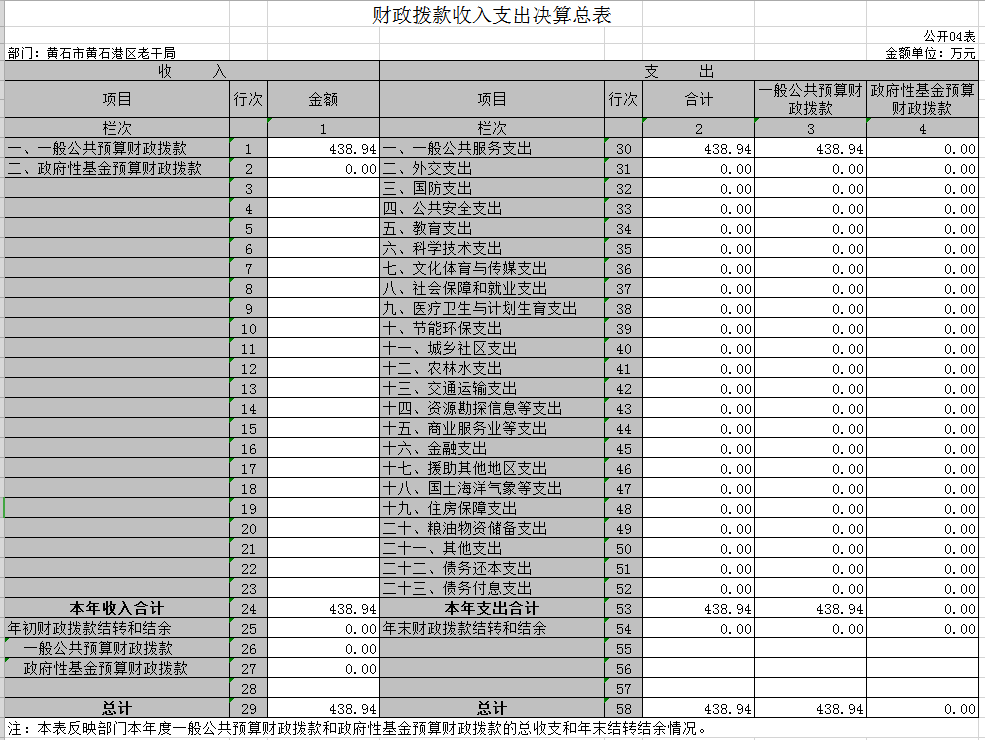 财政拨款收入支出决算总表
公开04表
部门：黄石市黄石港区老干局 金额单位：万元
收 入 支 出
项目 行次 金额 项目 行次 合计 一般公共预算财政拨款 政府性基金预算财政拨款
栏次 1 栏次 2 3 4
一、一般公共预算财政拨款 1 438.94 一、一般公共服务支出 30 438.94 438.94 0.00
二、政府性基金预算财政拨款 2 0.00 二、外交支出 31 0.00 0.00 0.00
3 三、国防支出 32 0.00 0.00 0.00
4 四、公共安全支出 33 0.00 0.00 0.00
5 五、教育支出 34 0.00 0.00 0.00
6 六、科学技术支出 35 0.00 0.00 0.00
7 七、文化体育与传媒支出 36 0.00 0.00 0.00
8 八、社会保障和就业支出 37 0.00 0.00 0.00
9 九、医疗卫生与计划生育支出 38 0.00 0.00 0.00
10 十、节能环保支出 39 0.00 0.00 0.00
11 十一、城乡社区支出 40 0.00 0.00 0.00
12 十二、农林水支出 41 0.00 0.00 0.00
13 十三、交通运输支出 42 0.00 0.00 0.00
14 十四、资源勘探信息等支出 43 0.00 0.00 0.00
15 十五、商业服务业等支出 44 0.00 0.00 0.00
16 十六、金融支出 45 0.00 0.00 0.00
17 十七、援助其他地区支出 46 0.00 0.00 0.00
18 十八、国土海洋气象等支出 47 0.00 0.00 0.00
19 十九、住房保障支出 48 0.00 0.00 0.00
20 二十、粮油物资储备支出 49 0.00 0.00 0.00
21 二十一、其他支出 50 0.00 0.00 0.00
22 二十二、债务还本支出 51 0.00 0.00 0.00
23 二十三、债务付息支出 52 0.00 0.00 0.00
本年收入合计 24 438.94 本年支出合计 53 438.94 438.94 0.00
年初财政拨款结转和结余 25 0.00 年末财政拨款结转和结余 54 0.00 0.00 0.00
一般公共预算财政拨款 26 0.00 55
政府性基金预算财政拨款 27 0.00 56
28 57
总计 29 438.94 总计 58 438.94 438.94 0.00
注：本表反映部门本年度一般公共预算财政拨款和政府性基金预算财政拨款的总收支和年末结转结余情况。